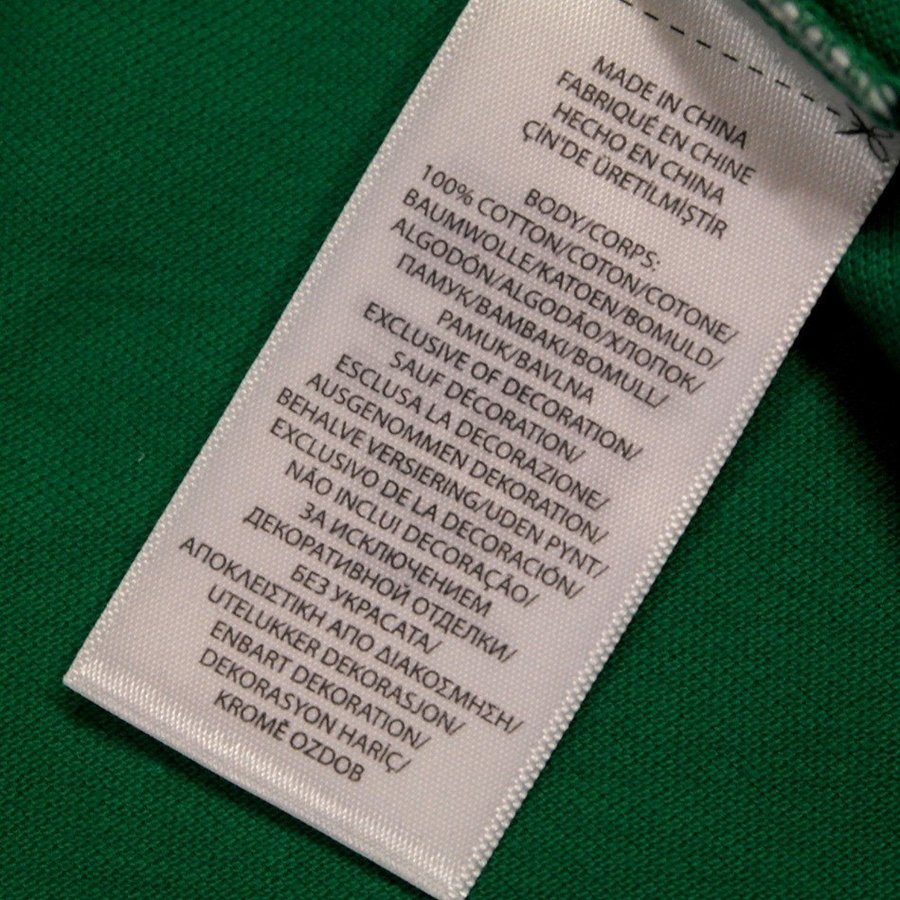 MADE IN CHINA
FABRIQUÉ EN CHINE
HECHO EN CHINA
ÇIN'DE ÜRETİLMİŞTİR
BODY/CORPS:
100% COTTON/COTON/COTONE/
BAUMWOLLE/KATOEN/BOMULD/
ALGODÓN/ALGODÃO/ХЛОПОК/
ПАМУК/BAMBAKI/BOMULL/
PAMUK/BAVLNA
EXCLUSIVE OF DECORATION/
SAUF DÉCORATION/
ESCLUSA LA DECORAZIONE/
AUSGENOMMEN DEKORATION/
BEHALVE VERSIERING/UDEN PYNT/
EXCLUSIVO DE LA DECORACIÓN/
NÃO INCLUI DECORAÇÃO/
ЗА ИСКЛЮЧЕНИЕМ
ДЕКОРАТИВНОЙ ОТДЕЛКИ/
БЕЗ УКРАСАТА/
ΑΠΟΚΛΕΙΣΤΙΚΗ ΑΠΟ ΔΙΑΚΟΣΜΗΣΗ/
UTELUKKER DEKORASJON/
ENBART DEKORATION/
DEKORASYON HARIÇ/
KROMĚ OZDOB